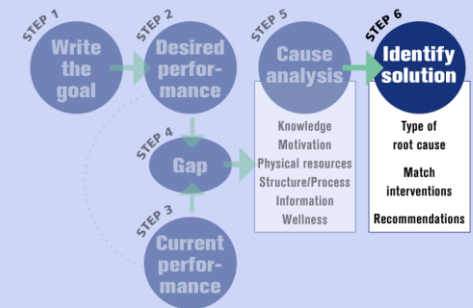 STEP 1
Write
the
goal
STEP 2
Desired
perfor-
mance
STEP 3
Current
perfor-
mance
STEP 4
Gap
STEP 5
Cause
analysis
Knowledge
Motivation
Physical resources
Structure/Process
Information
Wellness
STEP 6
Identify
solution
Type of
root cause
Match
interventions
Recommendations